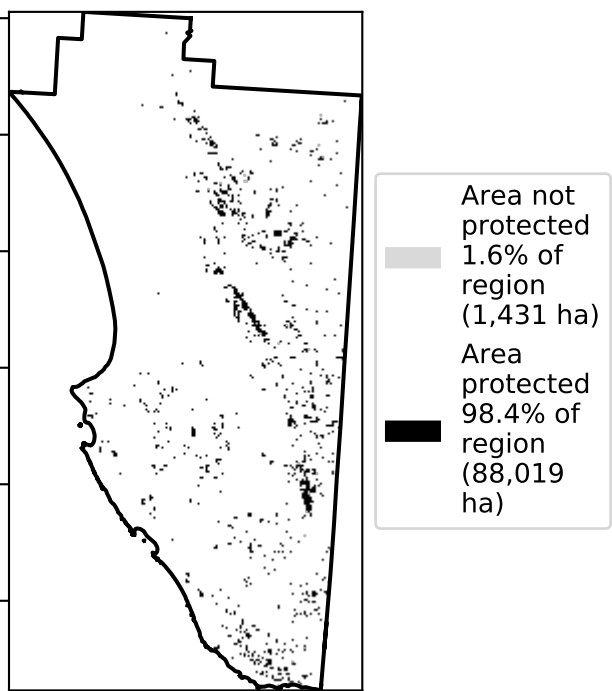 Area not
protected
1.6% of
region
(1,431 ha)
Area
protected
98.4% of
region
(88,019
ha)